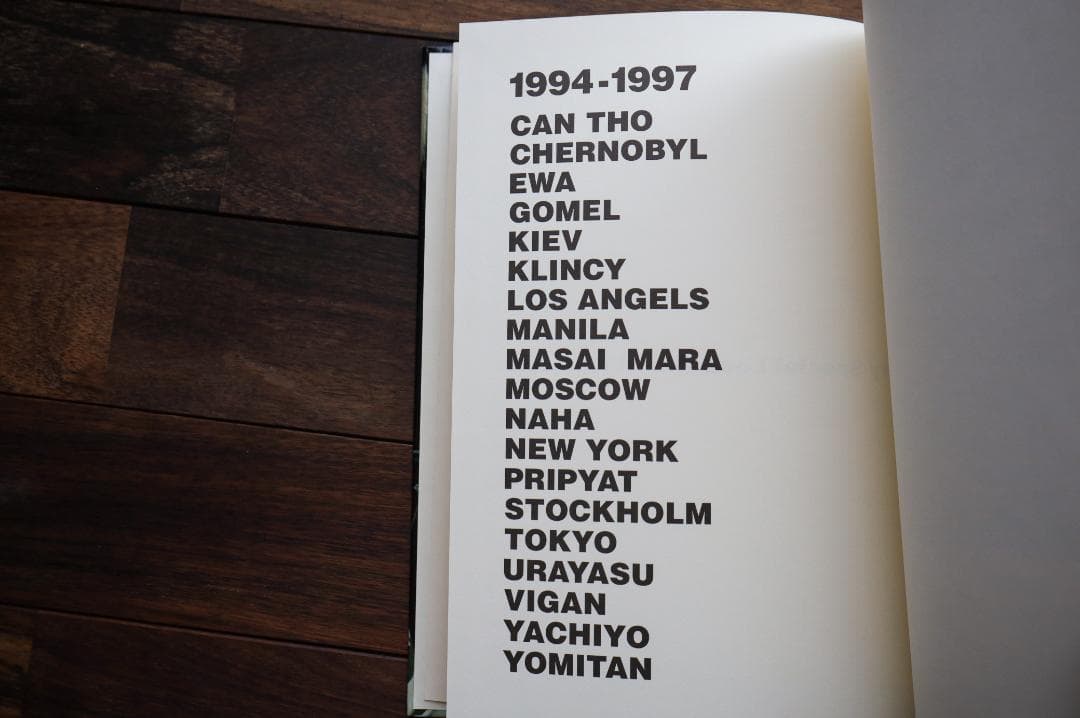 1994-1997
CAN THO
CHERNOBYL
EWA
GOMEL
KIEV
KLINCY
LOS ANGELS
MANILA
MASAI MARA
MOSCOW
NAHA
NEW YORK
PRIPYAT
STOCKHOLM
TOKYO
URAYASU
VIGAN
YACHIYO
YOMITAN